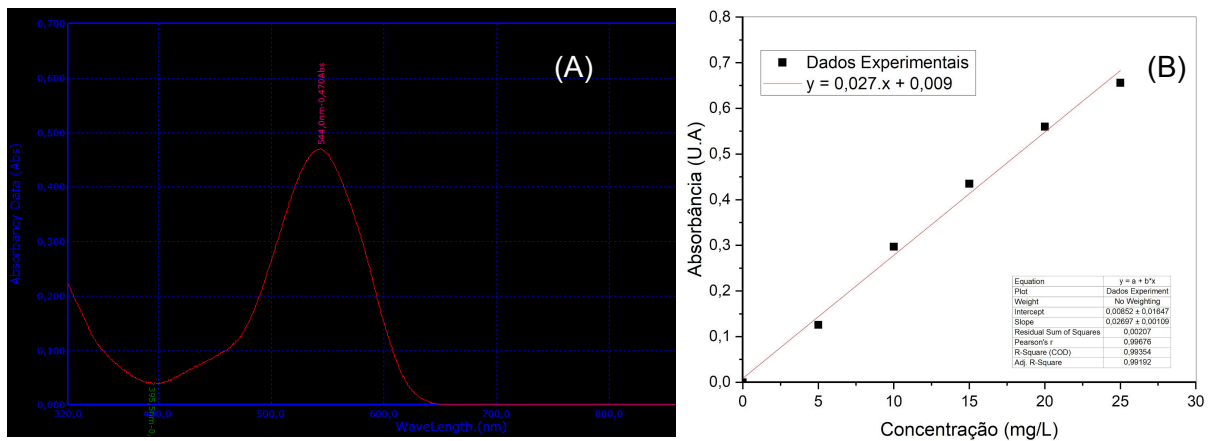 (A)
0,700
0,600
0,500
0,400
0,300
0,200
0,100
0,000
Absorbancy Data (Abs)
544,0nm-0,470Abs
320,0
500,0
600,0
700,0
800,0
WaveLength.(nm)
(B)
Dados Experimentais
y = 0,027.x + 0,009
0,8
0,7
0,6
0,5
0,4
0,3
0,2
0,1
0,0
Absorbância (U.A)
Equation y = a + b*x
Plot Dados Experiment
Weight No Weighting
Intercept 0,00852 ± 0,01647
Slope 0,02697 ± 0,00109
Residual Sum of Squares 0,00207
Pearson's r 0,99676
R-Square (COD) 0,99354
Adj. R-Square 0,99192
0 5 10 15 20 25 30
Concentração (mg/L)